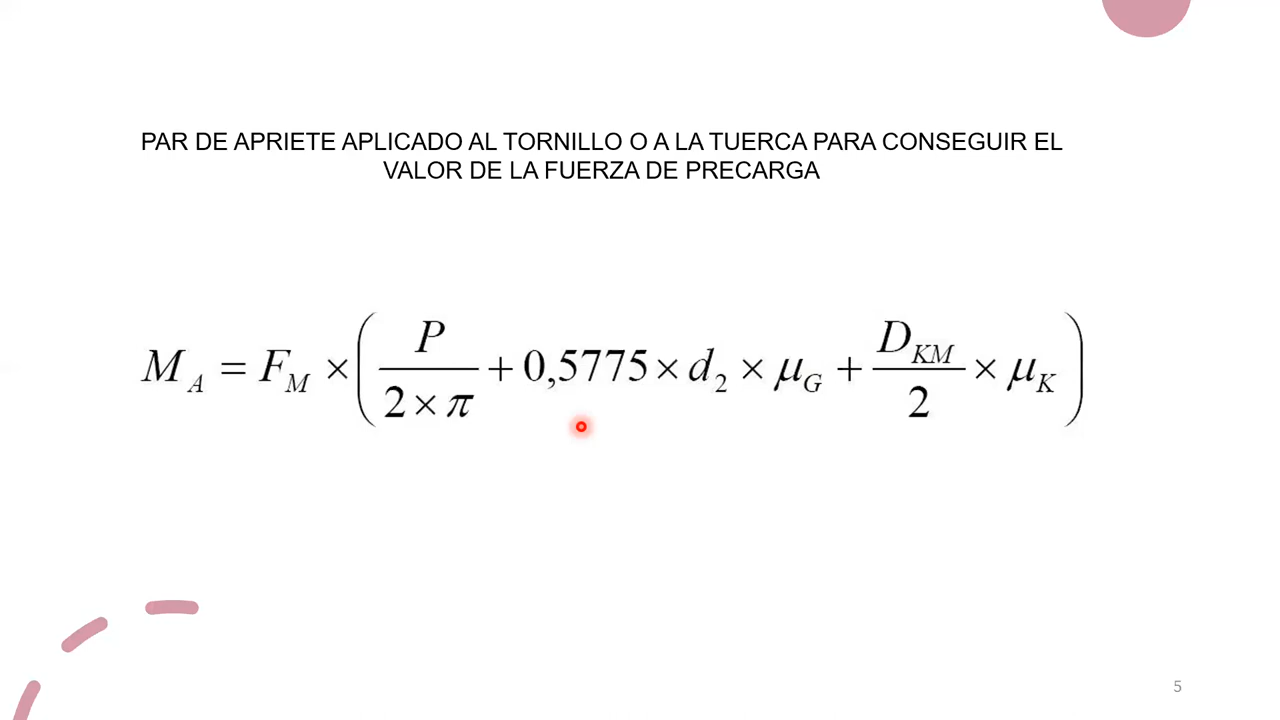 PAR DE APRIETE APLICADO AL TORNILLO O A LA TUERCA PARA CONSEGUIR EL
VALOR DE LA FUERZA DE PRECARGA
M_A = F_M × ( P / (2 × π) + 0,5775 × d_2 × μ_G + D_KM / 2 × μ_K )
5